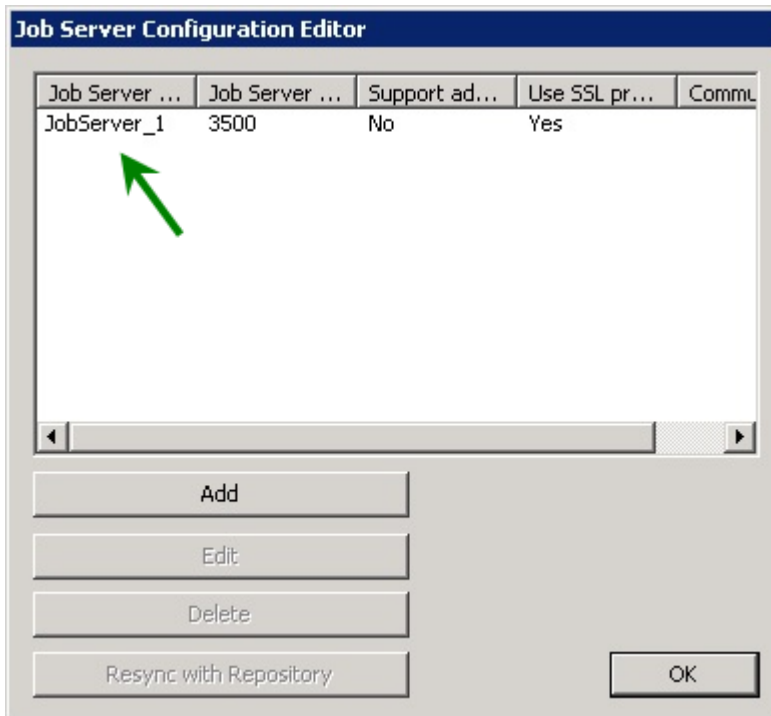 Job Server Configuration Editor
Job Server ... Job Server ... Support ad... Use SSL pr... Commu
JobServer_1 3500 No Yes
Add
Edit
Delete
Resync with Repository
OK